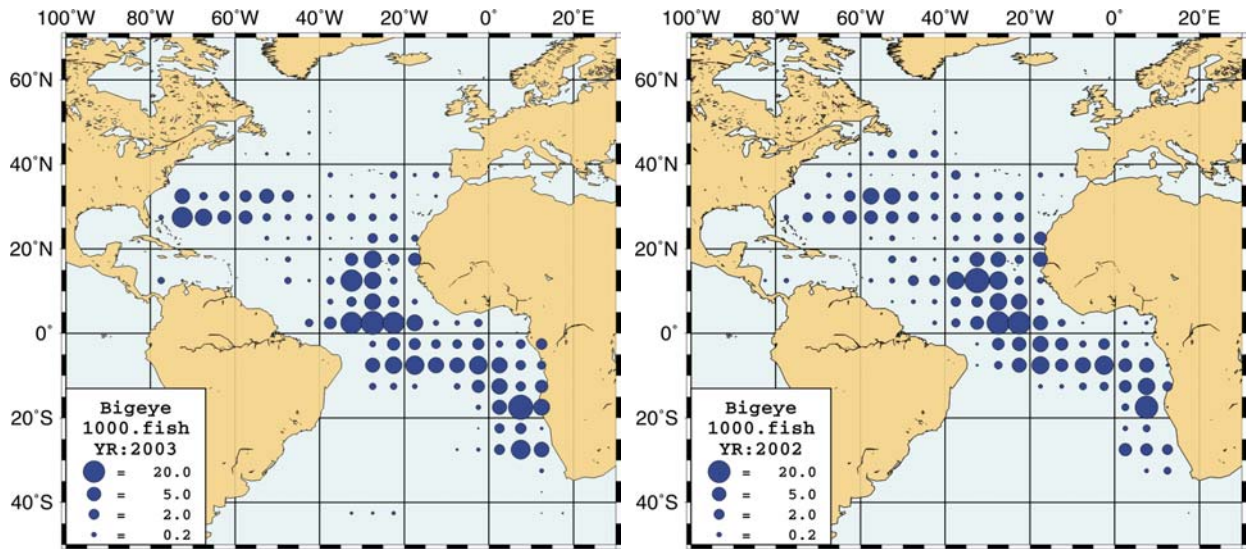 100°W 80°W 60°W 40°W 20°W 0° 20°E
60°N
40°N
20°N
0°
20°S
40°S
Bigeye
1000.fish
YR:2003
= 20.0
= 5.0
= 2.0
= 0.2
100°W 80°W 60°W 40°W 20°W 0° 20°E
60°N
40°N
20°N
0°
20°S
40°S
Bigeye
1000.fish
YR:2002
= 20.0
= 5.0
= 2.0
= 0.2